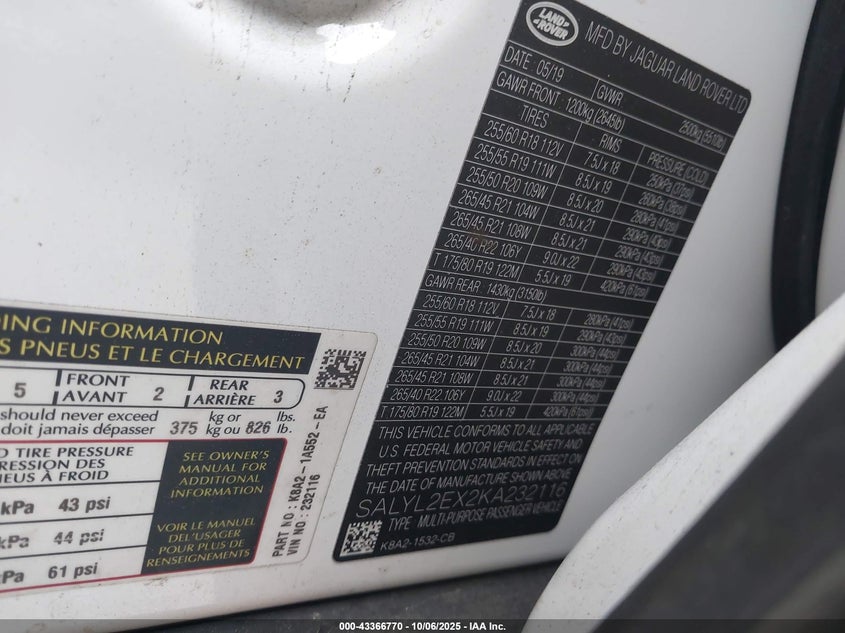 LAND ROVER
MFD BY JAGUAR LAND ROVER LTD
DATE: 05/19 GVWR 2500kg (5510lb)
GAWR FRONT: 1200kg (2645lb)
TIRES RIMS PRESSURE (COLD)
255/60 R18 112V 7.5J x 18
255/55 R19 111W 8.5J x 19
255/50 R20 109W 8.5J x 20
265/45 R21 104W 8.5J x 21
265/45 R21 108W 8.5J x 21 290kPa (43psi)
265/40 R22 106Y 9.0J x 22 290kPa (43psi)
T 175/80 R19 122M 5.5J x 19 420kPa (61psi)
GAWR REAR: 1430kg (3150lb)
255/60 R18 112V 7.5J x 18 280kPa (41psi)
255/55 R19 111W 8.5J x 19 290kPa (43psi)
255/50 R20 109W 8.5J x 20 300kPa (44psi)
265/45 R21 104W 8.5J x 21 300kPa (44psi)
265/45 R21 108W 8.5J x 21 300kPa (44psi)
265/40 R22 106Y 9.0J x 22 300kPa (44psi)
T 175/80 R19 122M 5.5J x 19 420kPa (61psi)
THIS VEHICLE CONFORMS TO ALL APPLICABLE
U.S FEDERAL MOTOR VEHICLE SAFETY AND
THEFT PREVENTION STANDARDS IN EFFECT ON
THE DATE OF MANUFACTURE SHOWN ABOVE
SALYL2EX2KA232116
TYPE: MULTI-PURPOSE PASSENGER VEHICLE
K8A2-1532-CB
DING INFORMATION
S PNEUS ET LE CHARGEMENT
5 FRONT AVANT 2 REAR ARRIÈRE 3
should never exceed 375 kg or 826 lbs.
doit jamais dépasser kg ou lb.
D TIRE PRESSURE
RESSION DES
NEUS À FROID
kPa 43 psi
kPa 44 psi
Pa 61 psi
SEE OWNER'S
MANUAL FOR
ADDITIONAL
INFORMATION
VOIR LE MANUEL
DEL'USAGER
POUR PLUS DE
RENSEIGNEMENTS
PART NO : K8A2-1A552-EA
VIN NO : 232116
000-43366770 - 10/06/2025 - IAA Inc.